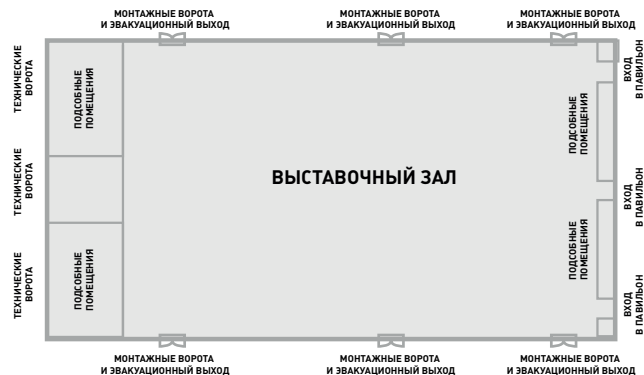 МОНТАЖНЫЕ ВОРОТА
И ЭВАКУАЦИОННЫЙ ВЫХОД
МОНТАЖНЫЕ ВОРОТА
И ЭВАКУАЦИОННЫЙ ВЫХОД
МОНТАЖНЫЕ ВОРОТА
И ЭВАКУАЦИОННЫЙ ВЫХОД
ТЕХНИЧЕСКИЕ
ВОРОТА
ПОДСОБНЫЕ
ПОМЕЩЕНИЯ
ПОДСОБНЫЕ
ПОМЕЩЕНИЯ
ВХОД
В ПАВИЛЬОН
ТЕХНИЧЕСКИЕ
ВОРОТА
ВЫСТАВОЧНЫЙ ЗАЛ
ВХОД
В ПАВИЛЬОН
ТЕХНИЧЕСКИЕ
ВОРОТА
ПОДСОБНЫЕ
ПОМЕЩЕНИЯ
ПОДСОБНЫЕ
ПОМЕЩЕНИЯ
ВХОД
В ПАВИЛЬОН
МОНТАЖНЫЕ ВОРОТА
И ЭВАКУАЦИОННЫЙ ВЫХОД
МОНТАЖНЫЕ ВОРОТА
И ЭВАКУАЦИОННЫЙ ВЫХОД
МОНТАЖНЫЕ ВОРОТА
И ЭВАКУАЦИОННЫЙ ВЫХОД